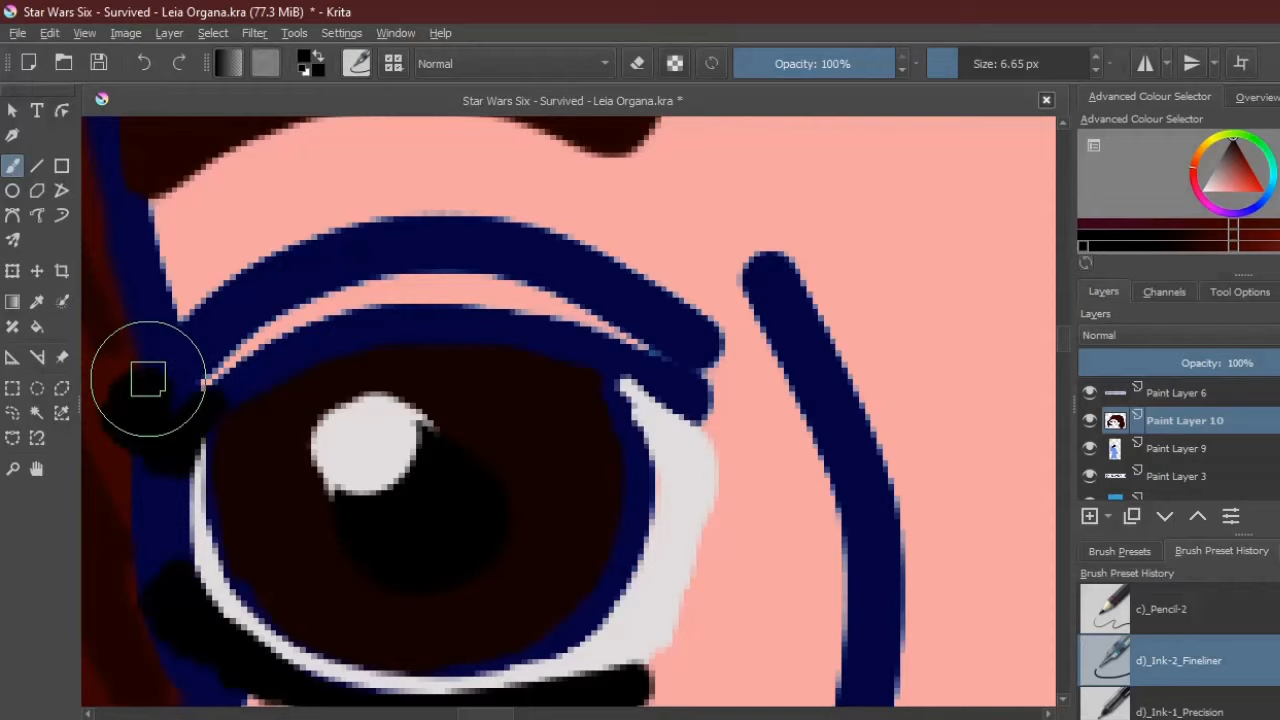 Star Wars Six - Survived - Leia Organa.kra (77.3 MiB) * - Krita
File Edit View Image Layer Select Filter Tools Settings Window Help
Normal Opacity: 100% Size: 6.65 px
Star Wars Six - Survived - Leia Organa.kra *
Advanced Colour Selector Overview
Advanced Colour Selector
Layers Channels Tool Options
Layers
Normal
Opacity: 100%
Paint Layer 6
Paint Layer 10
Paint Layer 9
Paint Layer 3
Brush Presets Brush Preset History
Brush Preset History
c)_Pencil-2
d)_Ink-2_Fineliner
d)_Ink-1_Precision